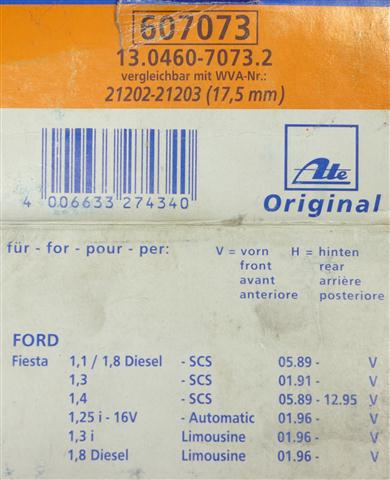 607073
13.0460-7073.2
vergleichbar mit WVA-Nr.:
21202-21203 (17,5 mm)
Ate
4 006633 274340
Original
für - for - pour - per:
V = vorn H = hinten
front rear
avant arrière
anteriore posteriore
FORD
Fiesta 1,1 / 1,8 Diesel - SCS 05.89 - V
1,3 - SCS 01.91 - V
1,4 - SCS 05.89 - 12.95 V
1,25 i - 16V - Automatic 01.96 - V
1,3 i Limousine 01.96 - V
1,8 Diesel Limousine 01.96 - V